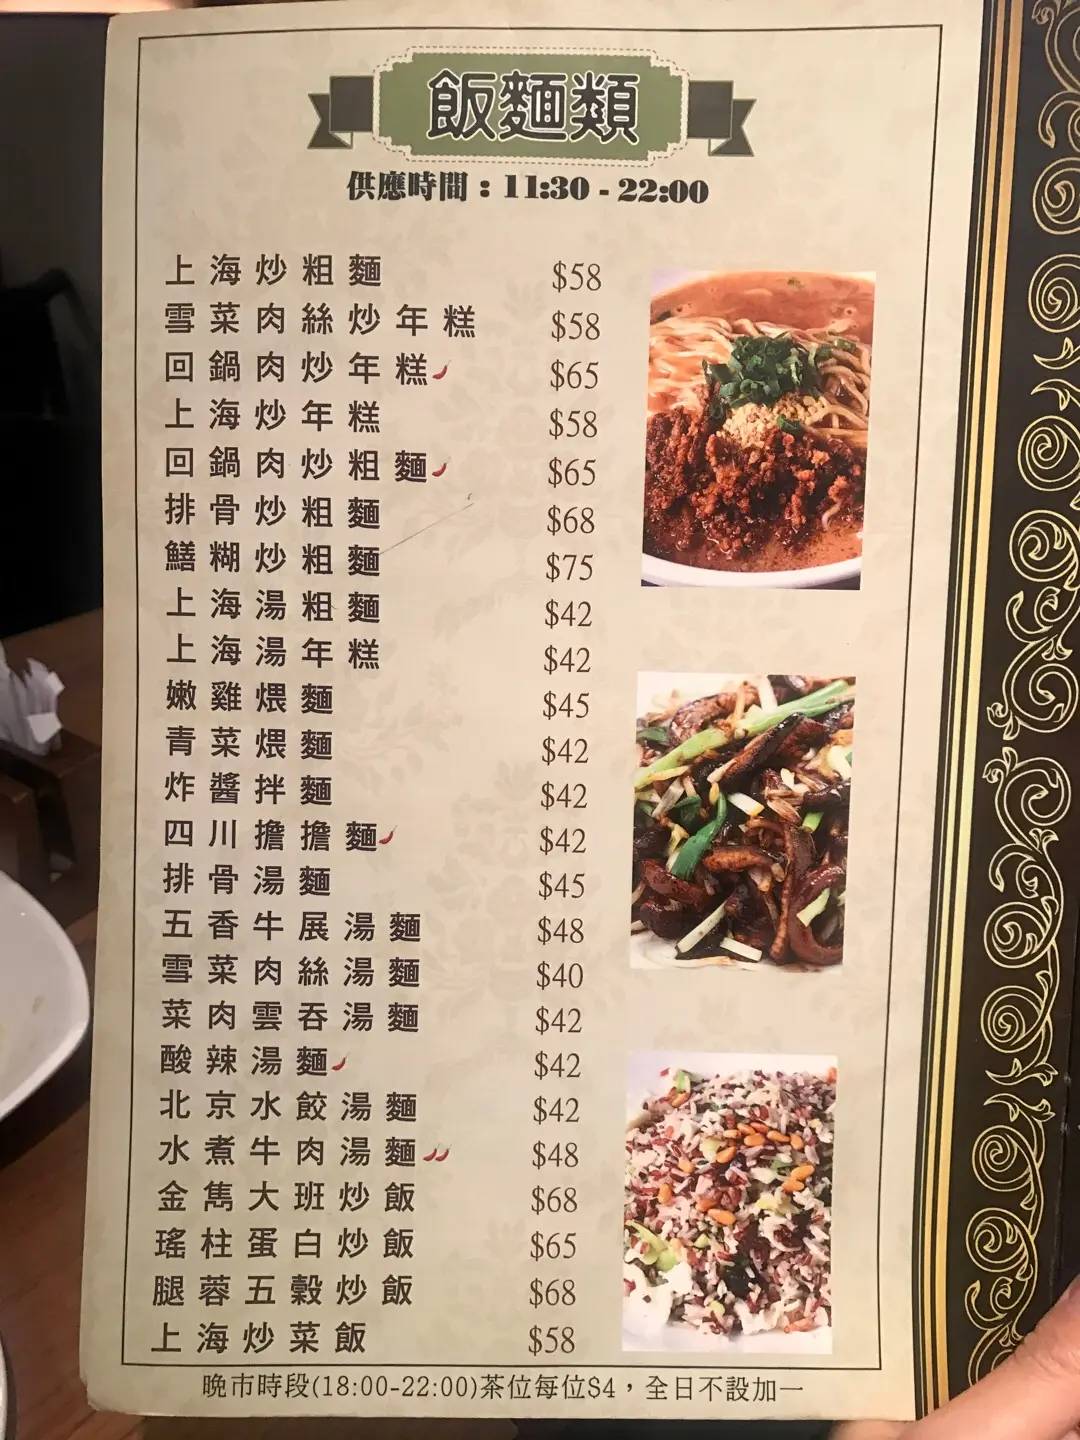 飯麵類
供應時間：11:30 - 22:00
上海炒粗麵 $58
雪菜肉絲炒年糕 $58
回鍋肉炒年糕 $65
上海炒年糕 $58
回鍋肉炒粗麵 $65
排骨炒粗麵 $68
鱔糊炒粗麵 $75
上海湯粗麵 $42
上海湯年糕 $42
嫩雞煨麵 $45
青菜煨麵 $42
炸醬拌麵 $42
四川擔擔麵 $42
排骨湯麵 $45
五香牛展湯麵 $48
雪菜肉絲湯麵 $40
菜肉雲吞湯麵 $42
酸辣湯麵 $42
北京水餃湯麵 $42
水煮牛肉湯麵 $48
金雋大班炒飯 $68
瑤柱蛋白炒飯 $65
腿蓉五穀炒飯 $68
上海炒菜飯 $58
晚市時段(18:00-22:00)茶位每位$4，全日不設加一